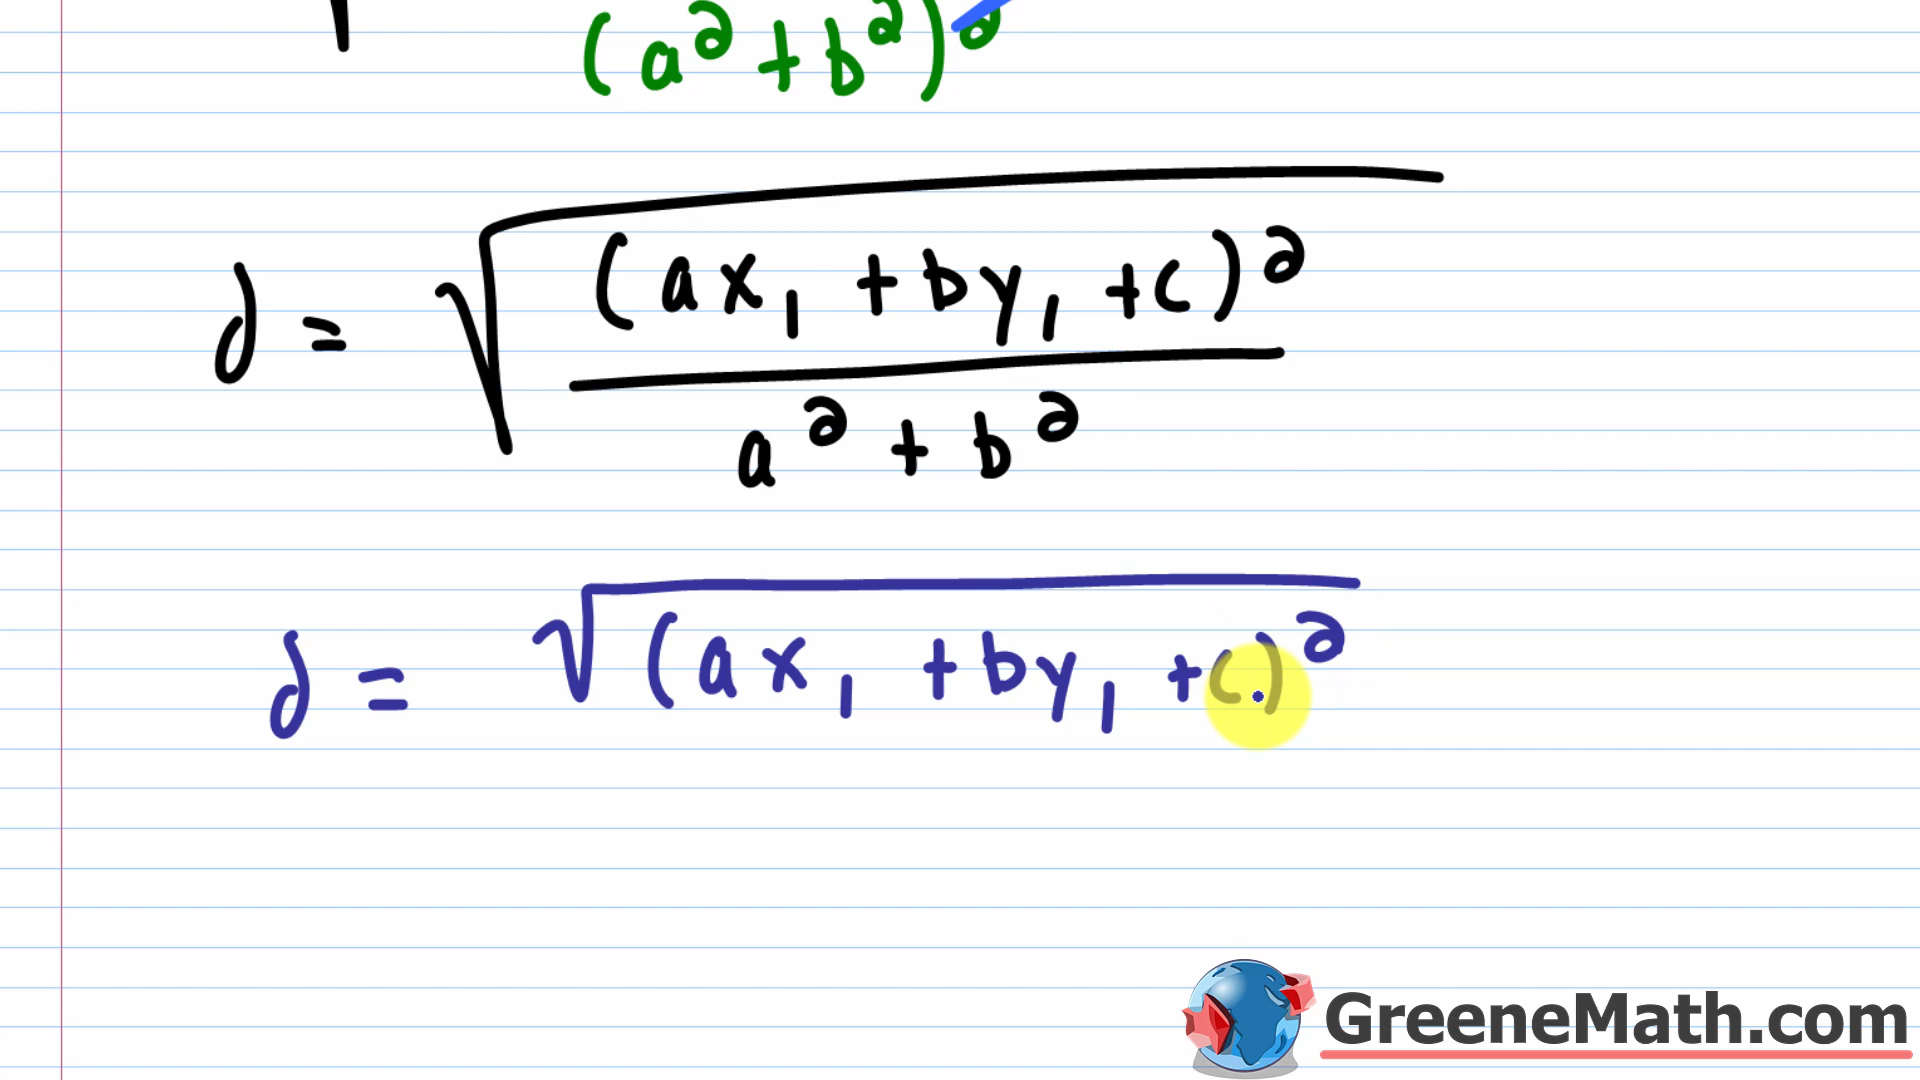 (a² + b²)²
d = √((ax₁ + by₁ + c)² / (a² + b²))
d = √((ax₁ + by₁ + c)²)
GreeneMath.com